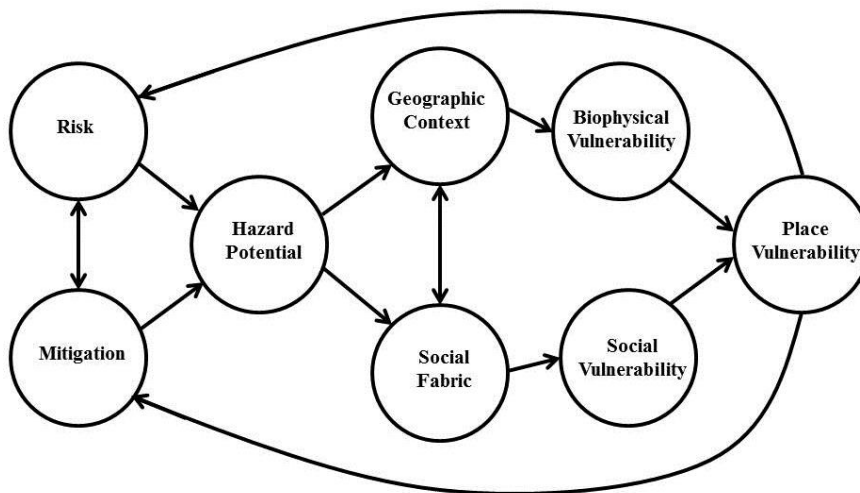 Risk
Geographic
Context
Biophysical
Vulnerability
Hazard
Potential
Place
Vulnerability
Mitigation
Social
Fabric
Social
Vulnerability